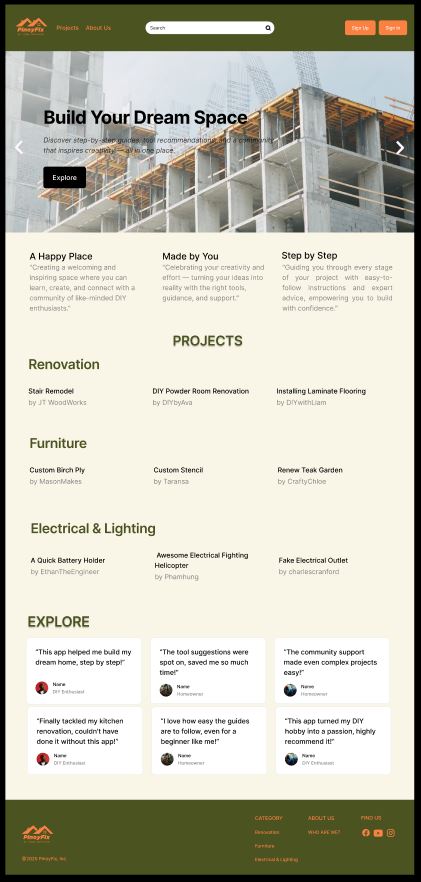 PinoyFix
Projects
About Us
Search
Sign Up
Sign In
Build Your Dream Space
Discover step-by-step guides, tool recommendations, and a community
that inspires creativity — all in one place.
Explore
A Happy Place
"Creating a welcoming and
inspiring space where you can
learn, create, and connect with a
community of like-minded DIY
enthusiasts."
Made by You
"Celebrating your creativity and
effort — turning your ideas into
reality with the right tools,
guidance, and support."
Step by Step
"Guiding you through every stage
of your project with easy-to-
follow instructions and expert
advice, empowering you to build
with confidence."
PROJECTS
Renovation
Stair Remodel
by JT WoodWorks
DIY Powder Room Renovation
by DIYbyAva
Installing Laminate Flooring
by DIYwithLiam
Furniture
Custom Birch Ply
by MasonMakes
Custom Stencil
by Taransa
Renew Teak Garden
by CraftyChloe
Electrical & Lighting
A Quick Battery Holder
by EthanTheEngineer
Awesome Electrical Fighting
Helicopter
by Phamhung
Fake Electrical Outlet
by charlescranford
EXPLORE
"This app helped me build my
dream home, step by step!"
Name
DIY Enthusiast
"The tool suggestions were
spot on, saved me so much
time!"
Name
Homeowner
"The community support
made even complex projects
easy!"
Name
Homeowner
"Finally tackled my kitchen
renovation, couldn't have
done it without this app!"
Name
DIY Enthusiast
"I love how easy the guides
are to follow, even for a
beginner like me!"
Name
Homeowner
"This app turned my DIY
hobby into a passion, highly
recommend it!"
Name
DIY Enthusiast
PinoyFix
©2025 PinoyFix, Inc.
CATEGORY
Renovation
Furniture
Electrical & Lighting
ABOUT US
WHO ARE WE?
FIND US